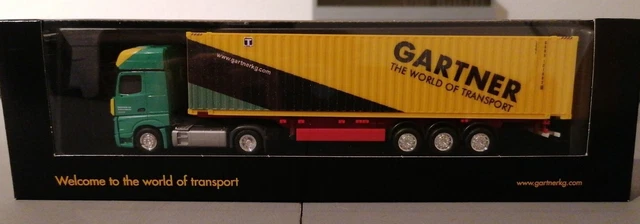 www.gartnerkg.com
T
GARTNER
THE WORLD OF TRANSPORT
Welcome to the world of transport
www.gartnerkg.com